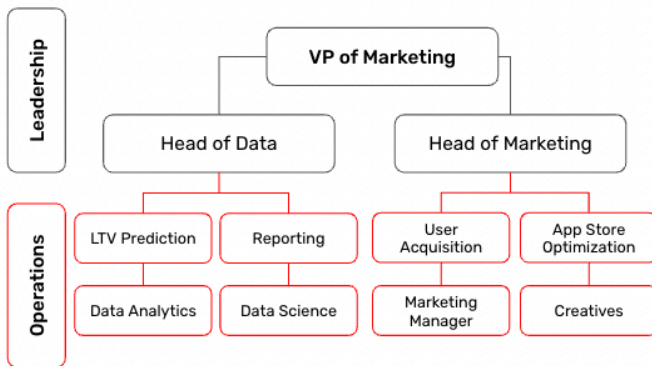 Leadership
VP of Marketing
Head of Data
Head of Marketing
Operations
LTV Prediction
Reporting
User
Acquisition
App Store
Optimization
Data Analytics
Data Science
Marketing
Manager
Creatives